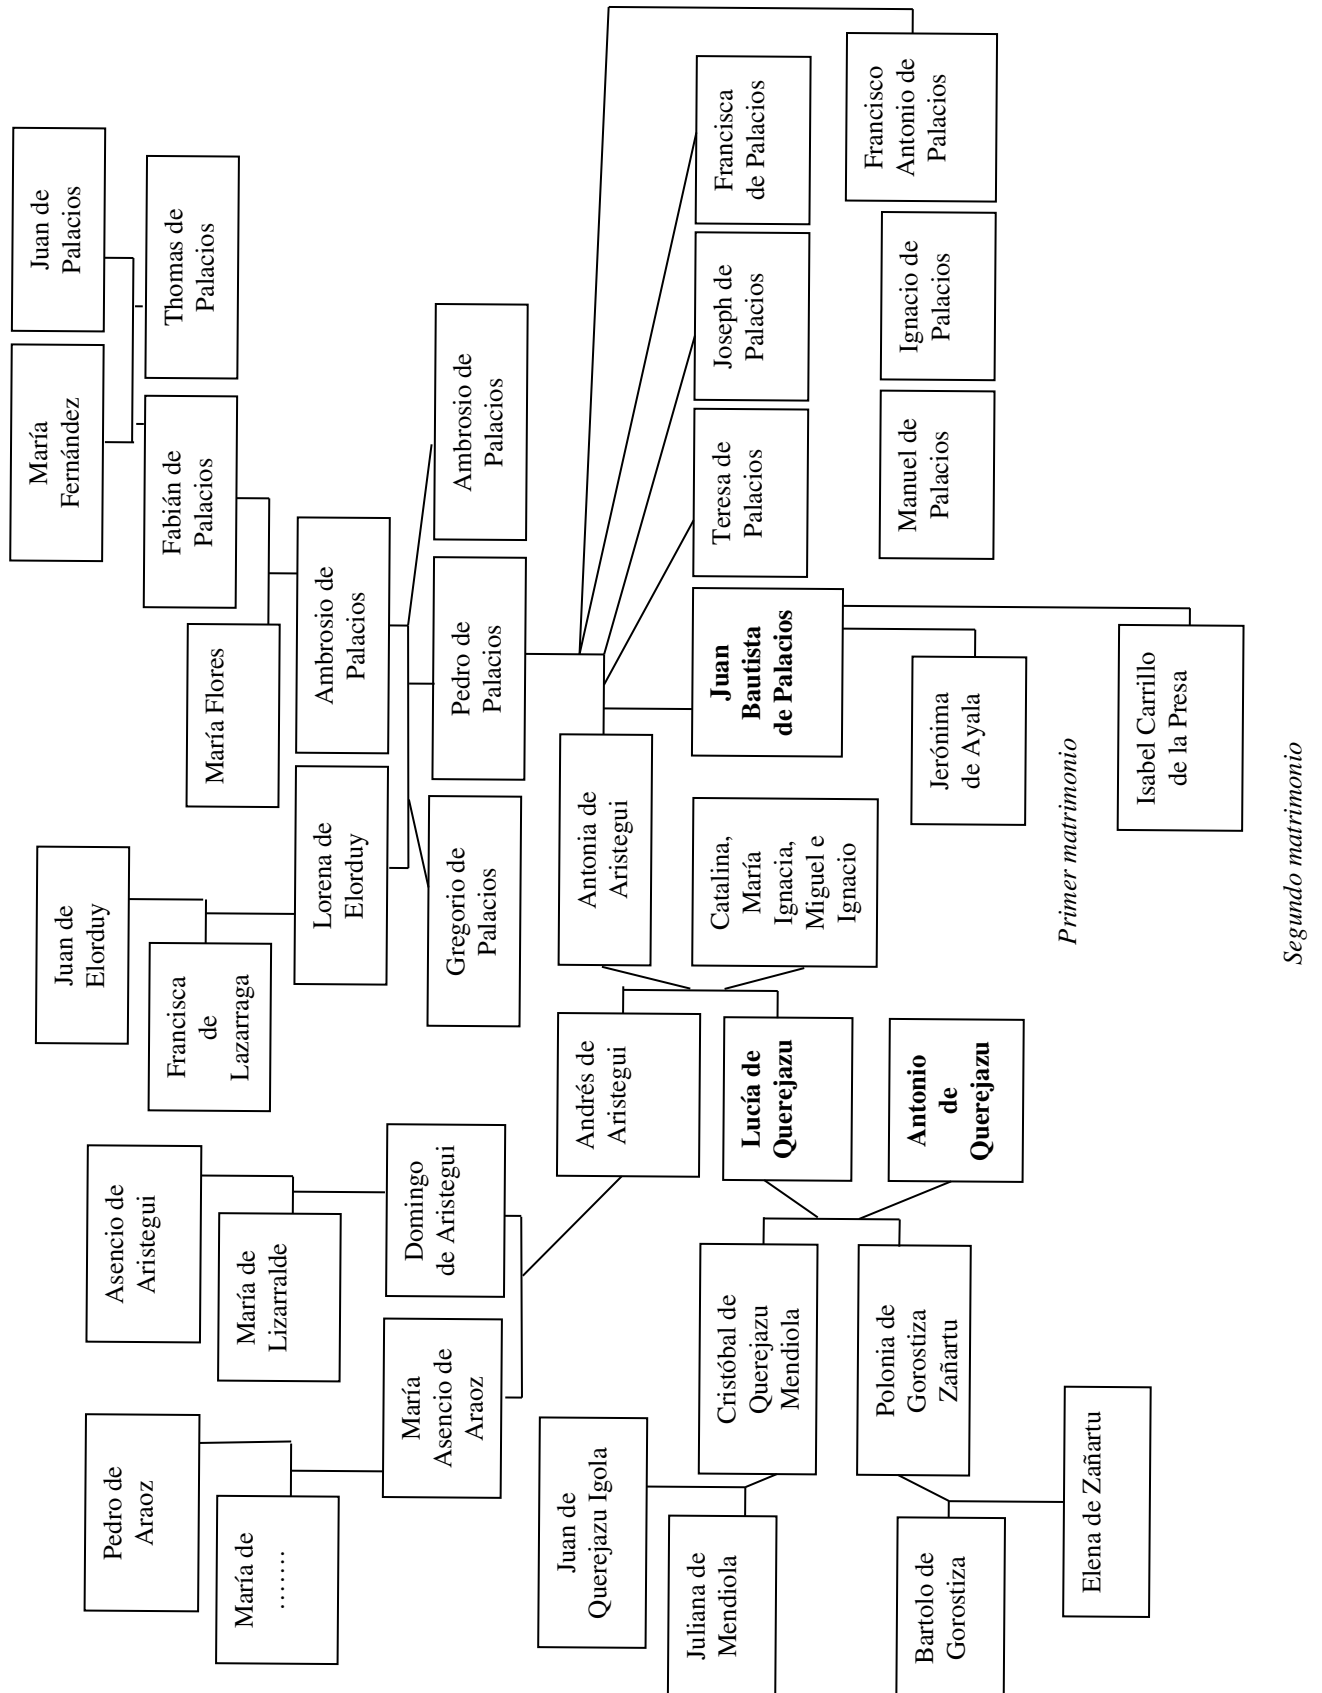 Pedro de
Araoz
Asencio de
Aristegui
Juan de
Elorduy
María
Fernández
Juan de
Palacios
María de
.......
María de
Lizarralde
Francisca
de
Lazarraga
María Flores
Fabián de
Palacios
Thomas de
Palacios
María
Asencio de
Araoz
Domingo
de Aristegui
Lorena de
Elorduy
Ambrosio de
Palacios
Gregorio de
Palacios
Pedro de
Palacios
Ambrosio de
Palacios
Juan de
Querejazu Igola
Andrés de
Aristegui
Antonia de
Aristegui
Juliana de
Mendiola
Cristóbal de
Querejazu
Mendiola
Lucía de
Querejazu
Catalina,
María
Ignacia,
Miguel e
Ignacio
Juan
Bautista
de Palacios
Teresa de
Palacios
Joseph de
Palacios
Francisca
de Palacios
Bartolo de
Gorostiza
Polonia de
Gorostiza
Zañartu
Antonio
de
Querejazu
Jerónima
de Ayala
Manuel de
Palacios
Ignacio de
Palacios
Francisco
Antonio de
Palacios
Elena de Zañartu
Primer matrimonio
Isabel Carrillo
de la Presa
Segundo matrimonio